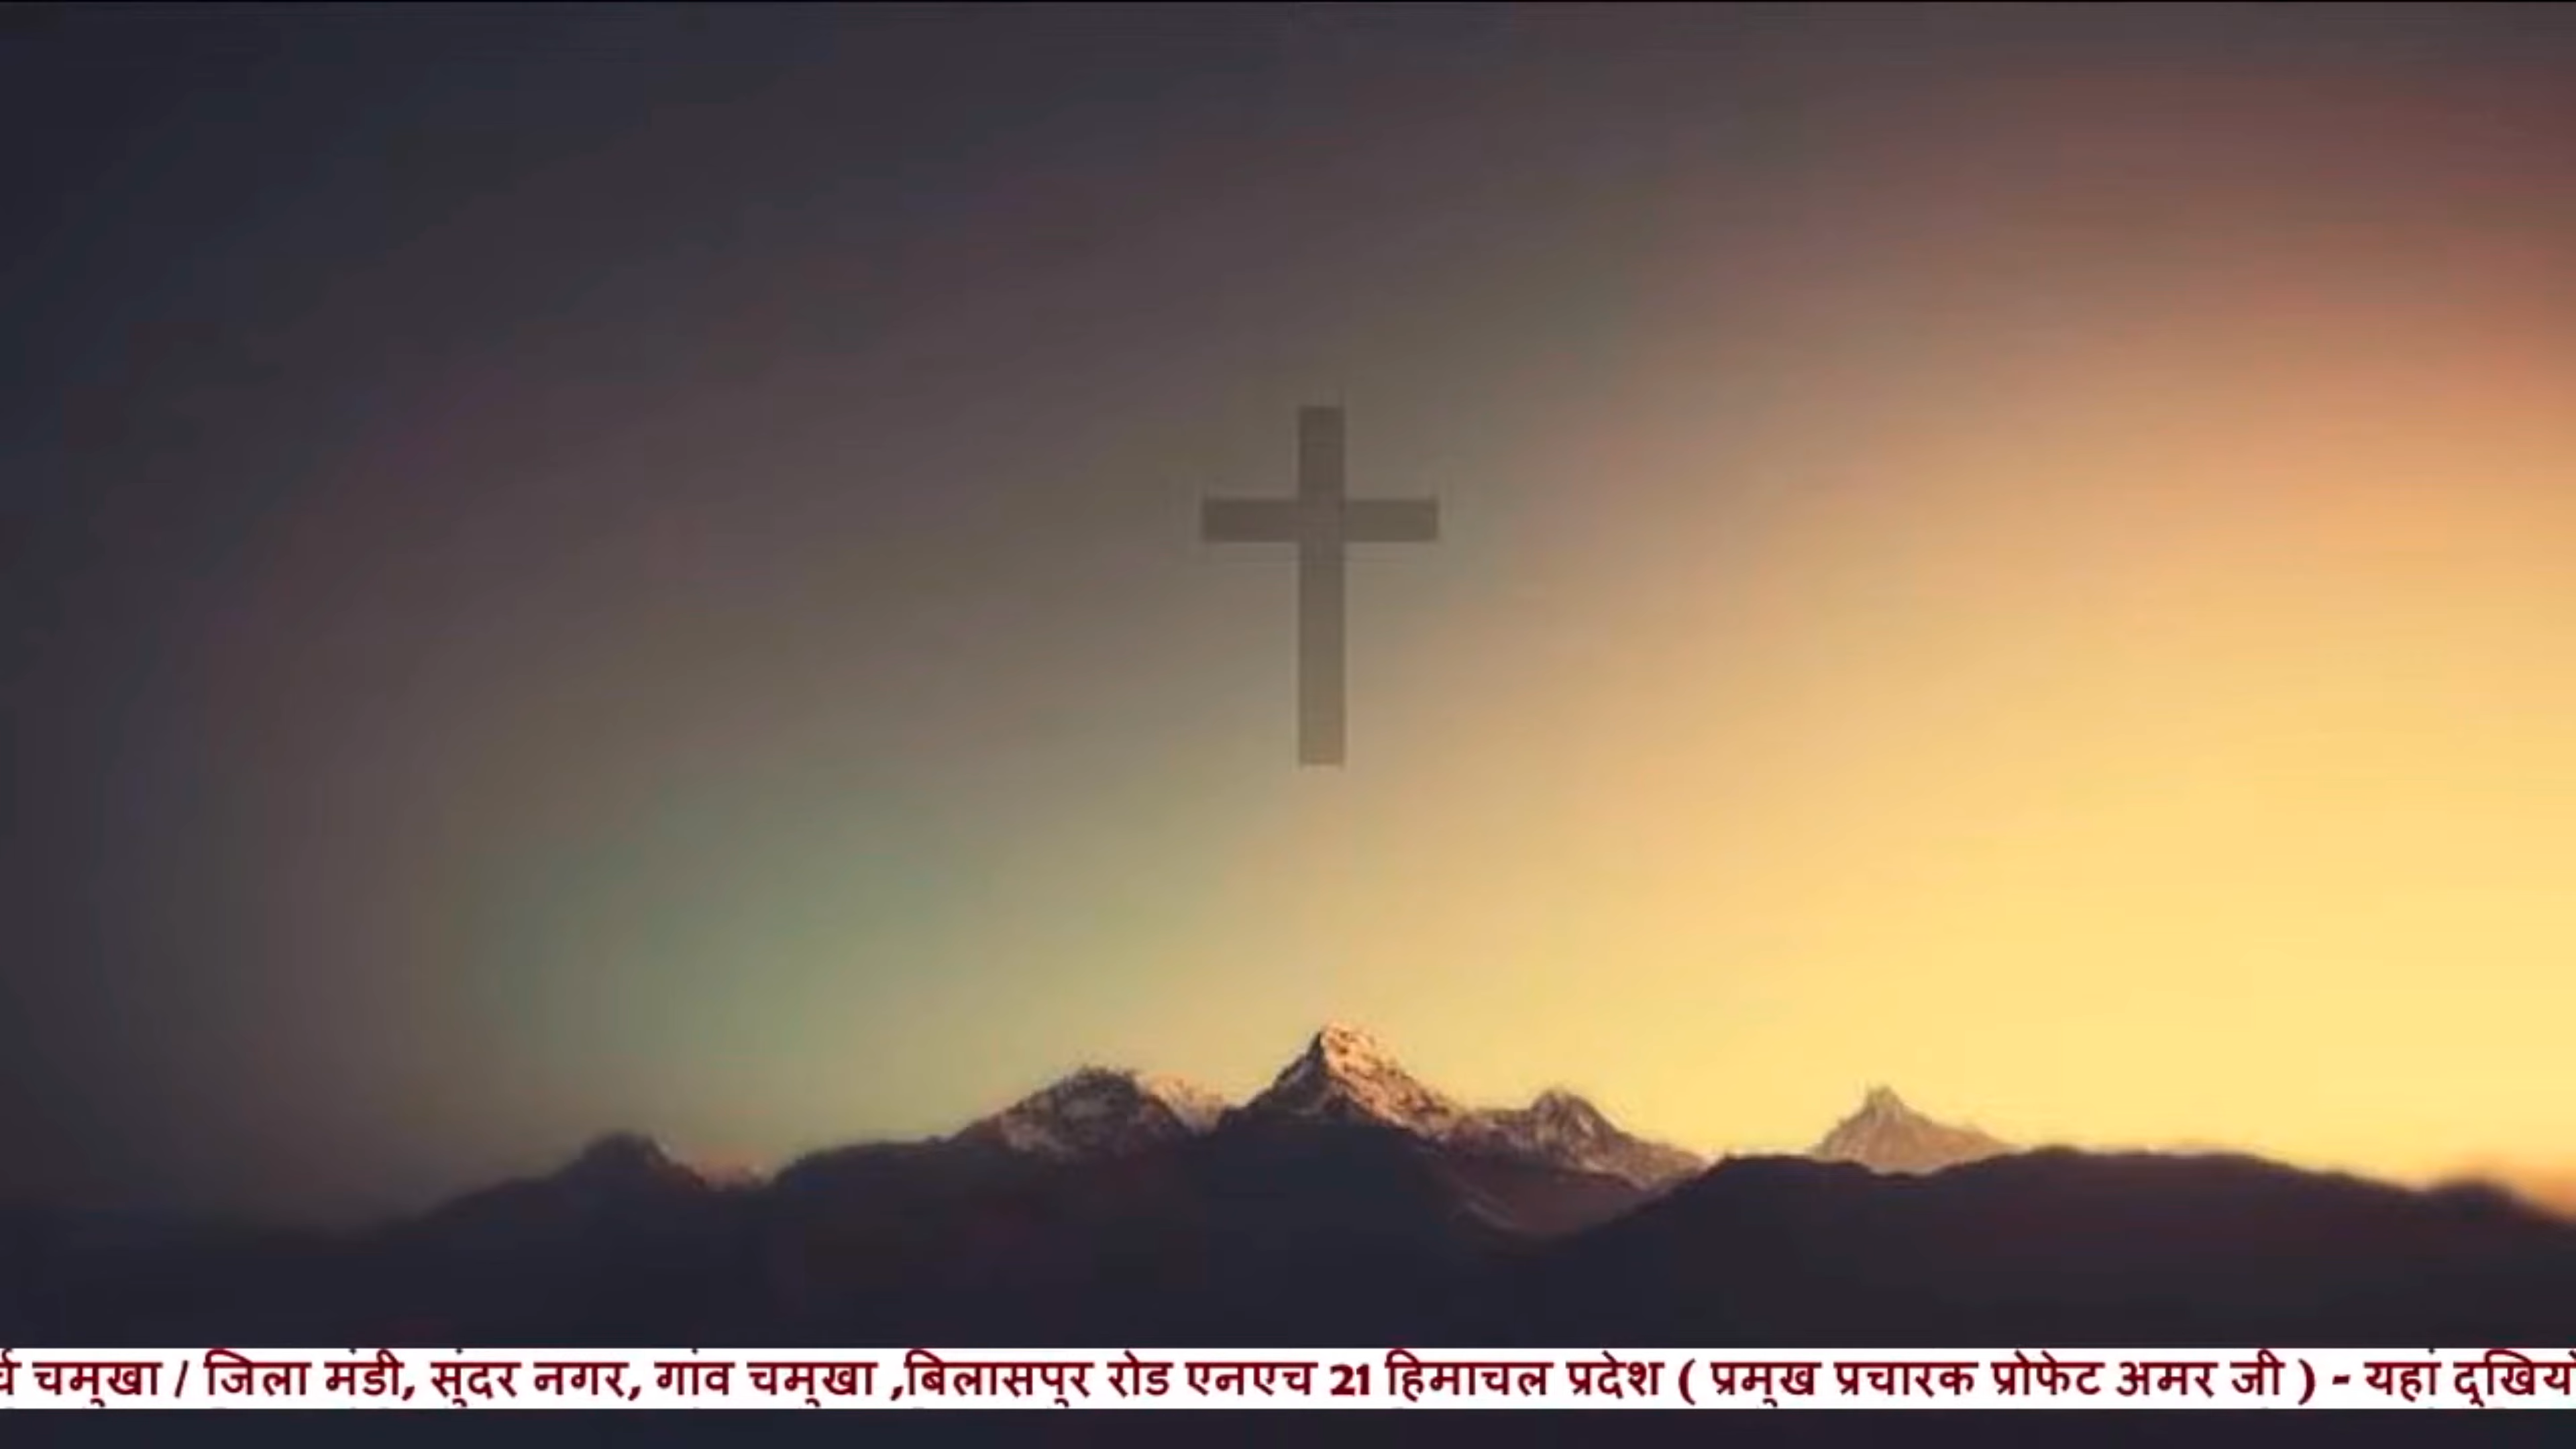 चमुखा / जिला मंडी, सुंदर नगर, गांव चमुखा ,बिलासपुर रोड एनएच 21 हिमाचल प्रदेश ( प्रमुख प्रचारक प्रोफेट अमर जी ) - यहां